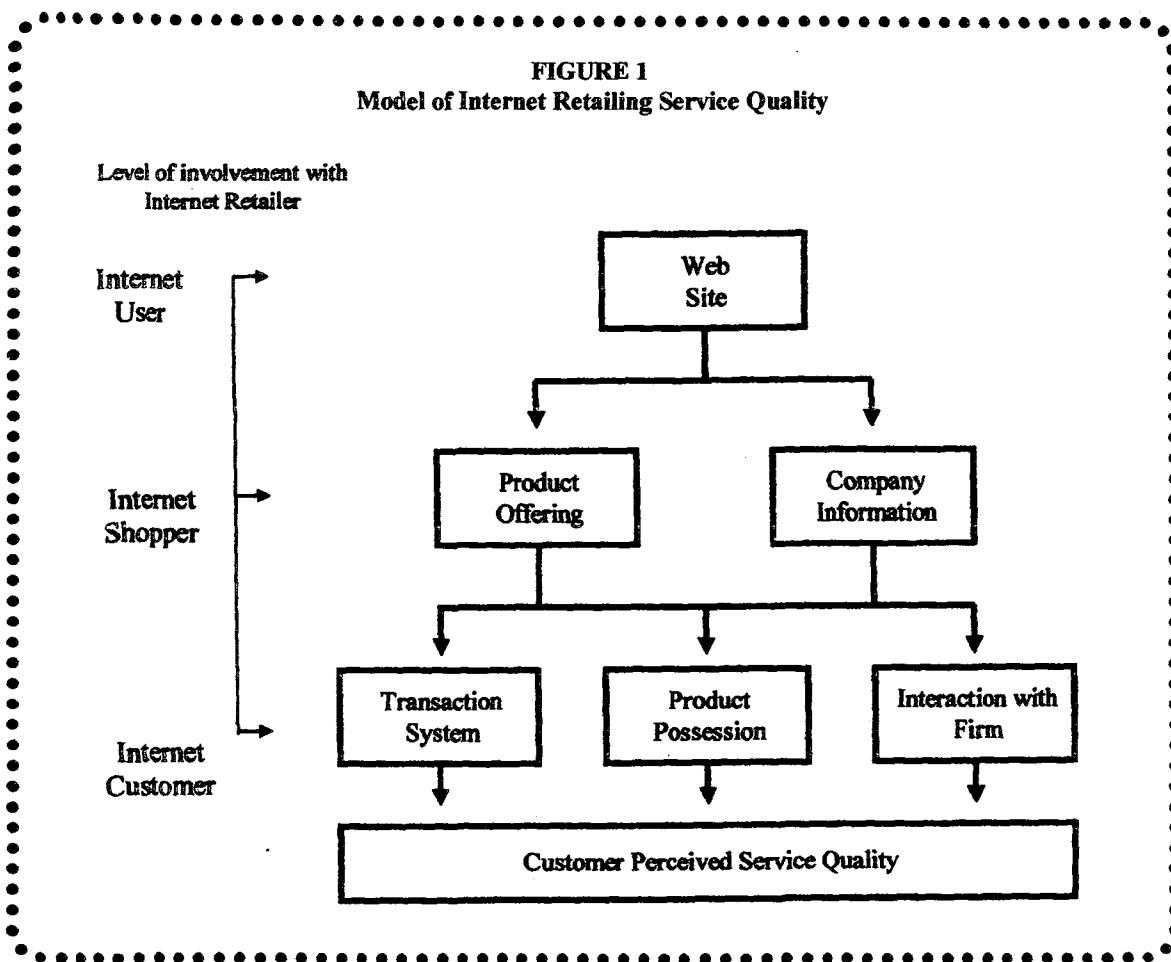 FIGURE 1
Model of Internet Retailing Service Quality
Level of involvement with
Internet Retailer
Internet
User
Web
Site
Internet
Shopper
Product
Offering
Company
Information
Internet
Customer
Transaction
System
Product
Possession
Interaction with
Firm
Customer Perceived Service Quality